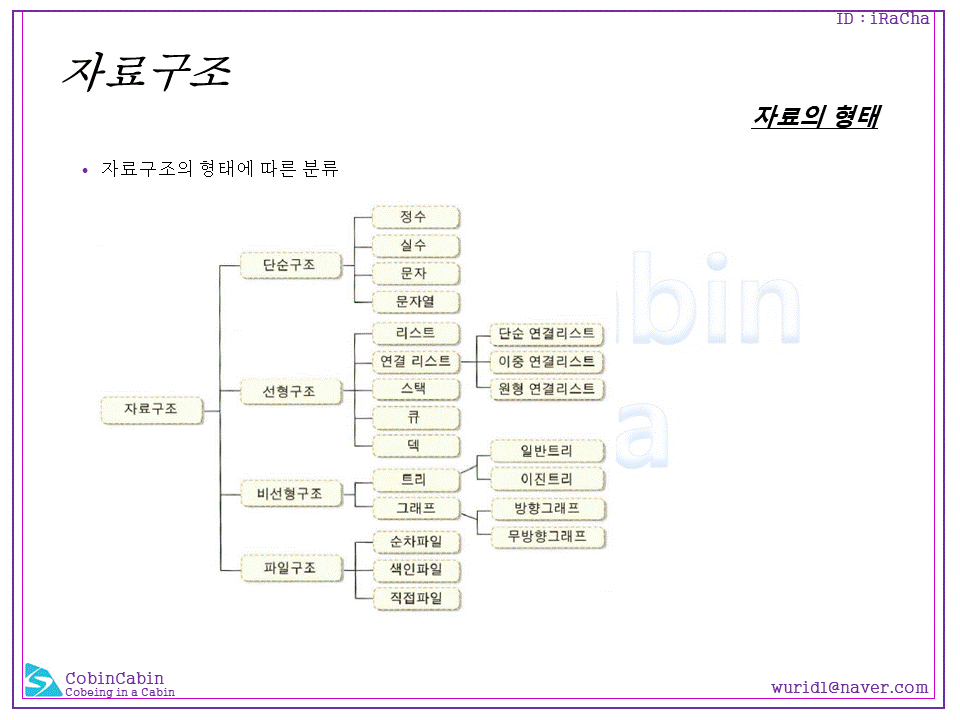 ID : iRaCha
자료구조
자료의 형태
• 자료구조의 형태에 따른 분류
정수
실수
단순구조
문자
문자열
리스트
단순 연결리스트
연결 리스트
이중 연결리스트
선형구조
스택
원형 연결리스트
자료구조
큐
덱
일반트리
트리
이진트리
비선형구조
그래프
방향그래프
무방향그래프
순차파일
파일구조
색인파일
직접파일
bin
a
CobinCabin
Cobeing in a Cabin
wurid1@naver.com